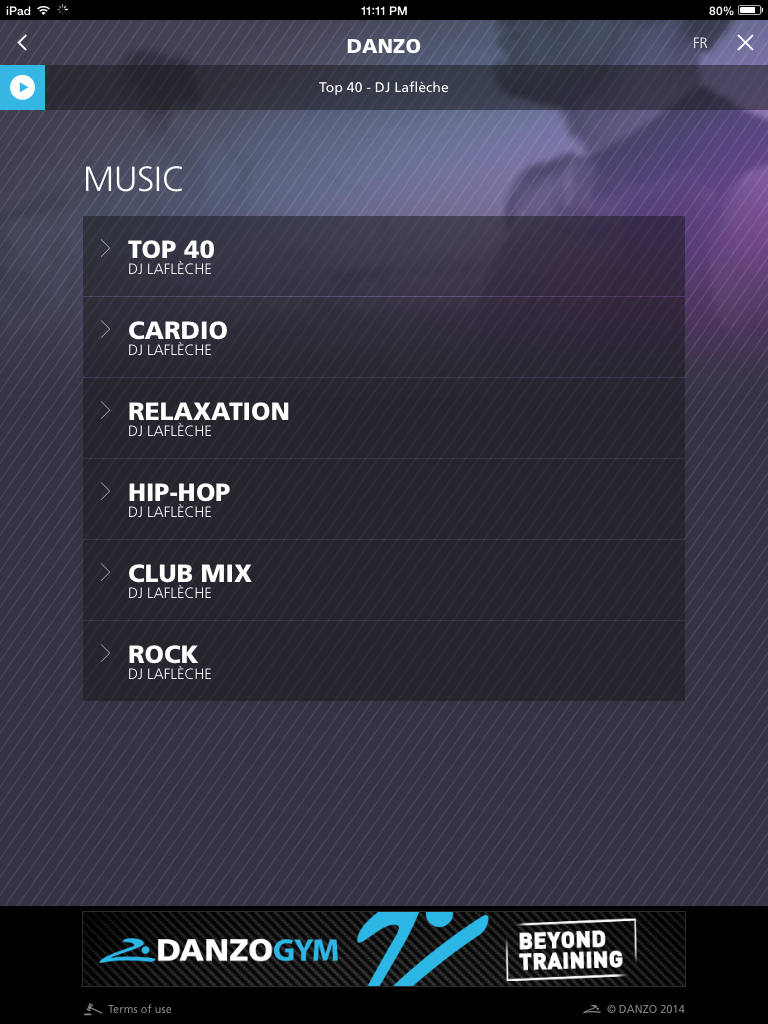 iPad 11:11 PM 80%
DANZO FR
Top 40 - DJ Laflèche
MUSIC
TOP 40
DJ LAFLÈCHE
CARDIO
DJ LAFLÈCHE
RELAXATION
DJ LAFLÈCHE
HIP-HOP
DJ LAFLÈCHE
CLUB MIX
DJ LAFLÈCHE
ROCK
DJ LAFLÈCHE
DANZOGYM
BEYOND
TRAINING
Terms of use © DANZO 2014